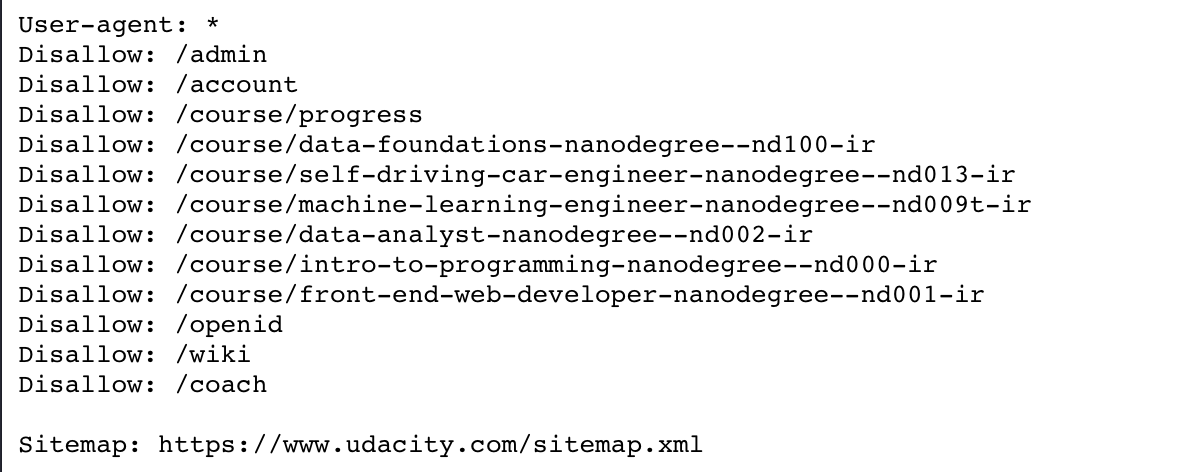 User-agent: *
Disallow: /admin
Disallow: /account
Disallow: /course/progress
Disallow: /course/data-foundations-nanodegree--nd100-ir
Disallow: /course/self-driving-car-engineer-nanodegree--nd013-ir
Disallow: /course/machine-learning-engineer-nanodegree--nd009t-ir
Disallow: /course/data-analyst-nanodegree--nd002-ir
Disallow: /course/intro-to-programming-nanodegree--nd000-ir
Disallow: /course/front-end-web-developer-nanodegree--nd001-ir
Disallow: /openid
Disallow: /wiki
Disallow: /coach
Sitemap: https://www.udacity.com/sitemap.xml